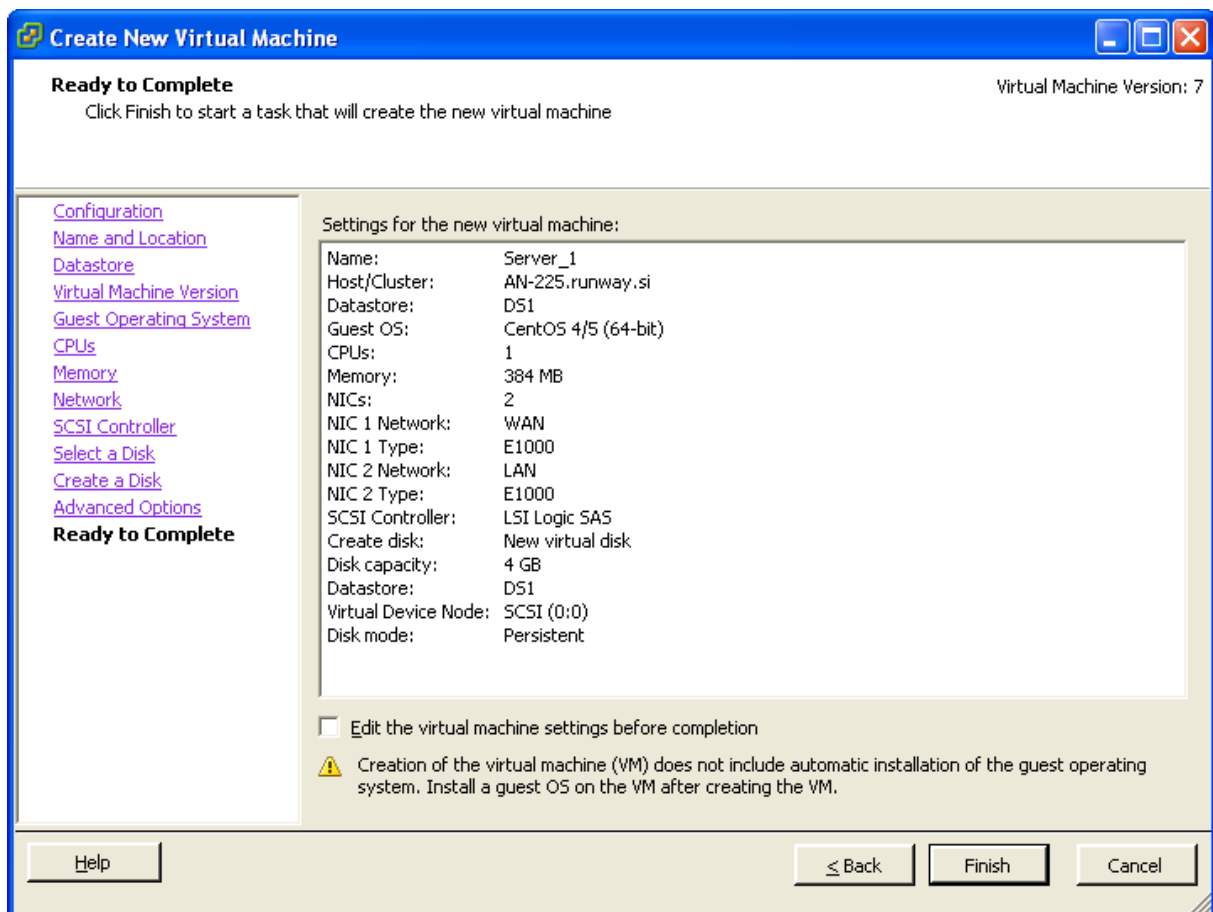 Create New Virtual Machine
Ready to Complete
Virtual Machine Version: 7
Click Finish to start a task that will create the new virtual machine
Configuration
Name and Location
Datastore
Virtual Machine Version
Guest Operating System
CPUs
Memory
Network
SCSI Controller
Select a Disk
Create a Disk
Advanced Options
Ready to Complete
Settings for the new virtual machine:
Name: Server_1
Host/Cluster: AN-225.runway.si
Datastore: DS1
Guest OS: CentOS 4/5 (64-bit)
CPUs: 1
Memory: 384 MB
NICs: 2
NIC 1 Network: WAN
NIC 1 Type: E1000
NIC 2 Network: LAN
NIC 2 Type: E1000
SCSI Controller: LSI Logic SAS
Create disk: New virtual disk
Disk capacity: 4 GB
Datastore: DS1
Virtual Device Node: SCSI (0:0)
Disk mode: Persistent
Edit the virtual machine settings before completion
Creation of the virtual machine (VM) does not include automatic installation of the guest operating
system. Install a guest OS on the VM after creating the VM.
Help
< Back
Finish
Cancel